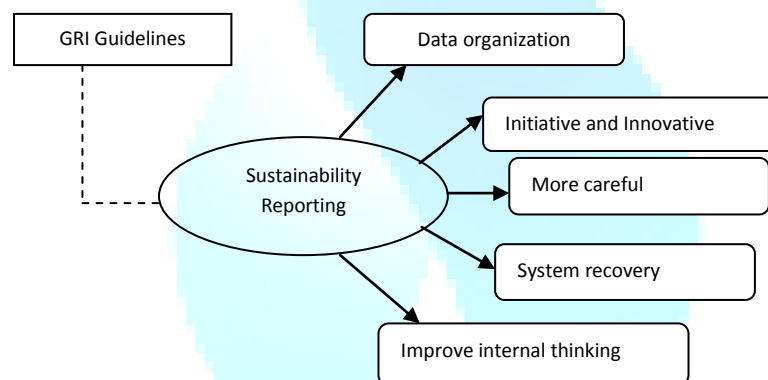 GRI Guidelines
Data organization
Initiative and Innovative
Sustainability
Reporting
More careful
System recovery
Improve internal thinking